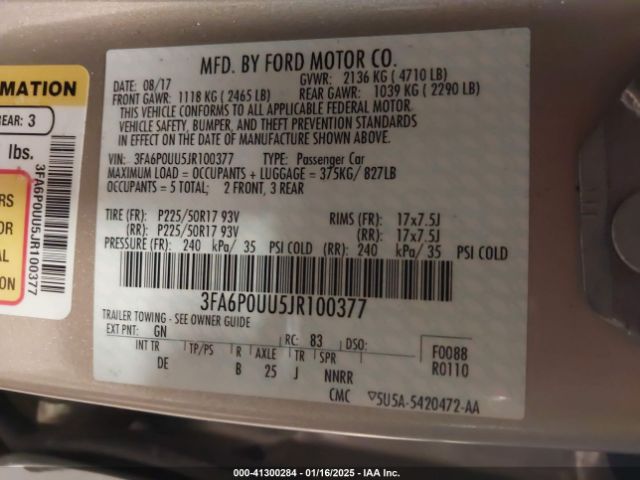 MATION
REAR: 3
lbs.
RS
OR
AL
ION
3FA6P0UU5JR100377
MFD. BY FORD MOTOR CO.
DATE: 08/17 GVWR: 2136 KG ( 4710 LB)
FRONT GAWR: 1118 KG ( 2465 LB) REAR GAWR: 1039 KG ( 2290 LB)
THIS VEHICLE CONFORMS TO ALL APPLICABLE FEDERAL MOTOR
VEHICLE SAFETY, BUMPER, AND THEFT PREVENTION STANDARDS
IN EFFECT ON THE DATE OF MANUFACTURE SHOWN ABOVE.
VIN: 3FA6P0UU5JR100377 TYPE: Passenger Car
MAXIMUM LOAD = OCCUPANTS + LUGGAGE = 375KG/ 827LB
OCCUPANTS = 5 TOTAL; 2 FRONT, 3 REAR
TIRE (FR): P225/50R17 93V RIMS (FR): 17x7.5J
(RR): P225/50R17 93V (RR): 17x7.5J
PRESSURE (FR): 240 kPa/ 35 PSI COLD (RR): 240 kPa/ 35 PSI COLD
3FA6P0UU5JR100377
TRAILER TOWING - SEE OWNER GUIDE
EXT PNT: GN RC: 83 DSO:
INT TR TP/PS R AXLE TR SPR F0088
DE B 25 J NNRR R0110
CMC ▽5U5A-5420472-AA
000-41300284 - 01/16/2025 - IAA Inc.